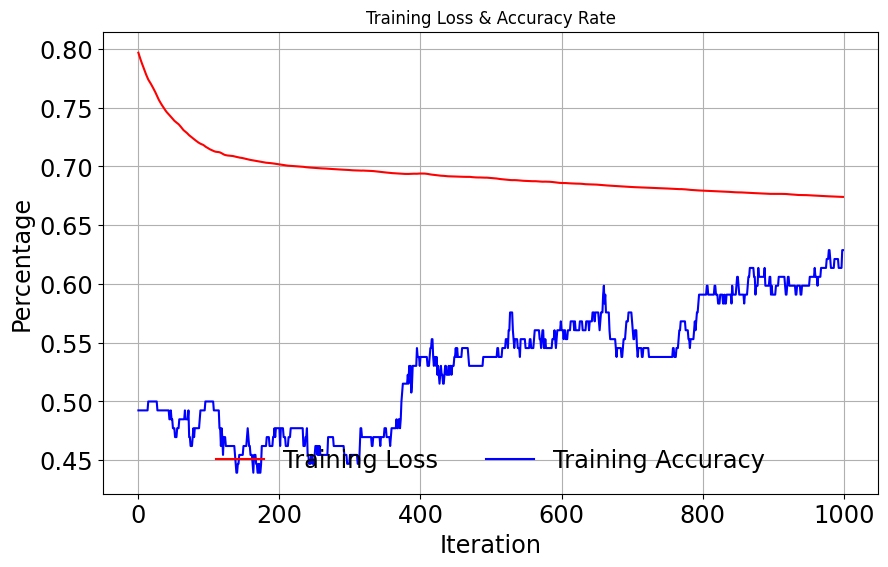 Training Loss & Accuracy Rate
0.80
0.75
0.70
0.65
0.60
0.55
0.50
0.45
Percentage
Training Loss Training Accuracy
0 200 400 600 800 1000
Iteration